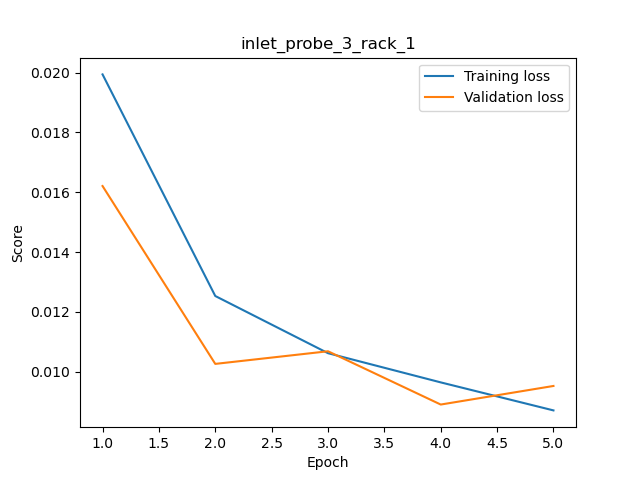 inlet_probe_3_rack_1
Training loss
Validation loss
Score
0.020
0.018
0.016
0.014
0.012
0.010
1.0 1.5 2.0 2.5 3.0 3.5 4.0 4.5 5.0
Epoch